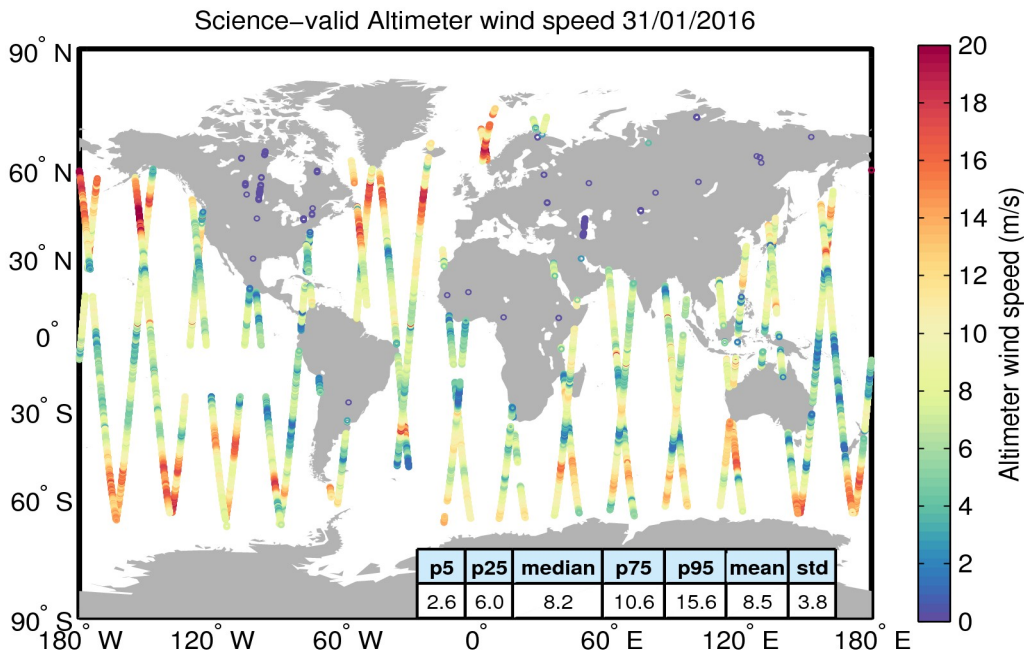 Science−valid Altimeter wind speed 31/01/2016
90° N
60° N
30° N
0°
30° S
60° S
90° S
180° W
120° W
60° W
0°
60° E
120° E
180° E
p5 p25 median p75 p95 mean std
2.6 6.0 8.2 10.6 15.6 8.5 3.8
20
18
16
14
12
10
8
6
4
2
0
Altimeter wind speed (m/s)